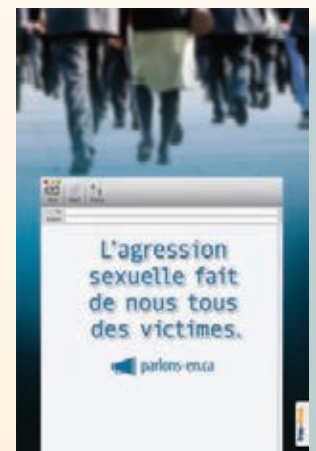 L'agression
sexuelle fait
de nous tous
des victimes.
parlons-en.ca